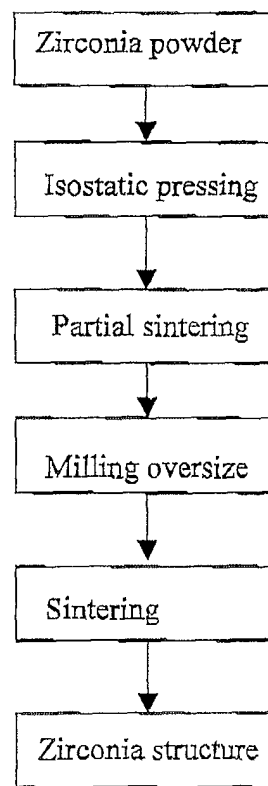 Zirconia powder
Isostatic pressing
Partial sintering
Milling oversize
Sintering
Zirconia structure